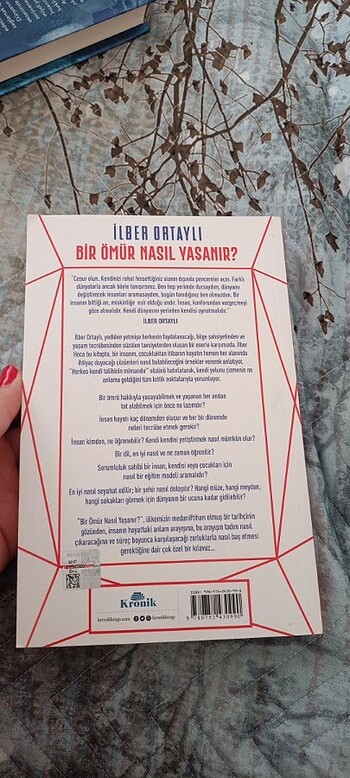 İLBER ORTAYLI
BİR ÖMÜR NASIL YAŞANIR?
"Cesur olun. Kendinizi rahat hissettiğiniz alanın dışında pencereler açın. Farklı
dünyalarla ancak böyle tanışırsınız. Ben hep yerimde dursaydım, dünyamı
değiştirecek insanları aramasaydım, bugün tanıdığınız ben olmazdım. Bir
insanın bittiği an, miskinliğe esir olduğu andır. İnsan, konforundan vazgeçmeyi
göze almalıdır. Kendi dünyasını yerinden kendisi oynatmalıdır."
İLBER ORTAYLI
İlber Ortaylı, yediden yetmişe herkesin faydalanacağı, bilge şahsiyetinden ve
yaşam tecrübesinden süzülen tavsiyelerden oluşan bir eserle karşınızda. İlber
Hoca bu kitapta, bir insanın, çocukluktan itibaren hayatın hemen her alanında
ihtiyaç duyacağı çözümleri nasıl bulabileceğini örnekler vererek anlatıyor.
"Herkes kendi talihinin mimarıdır" sözünü hatırlatarak, kendi yolunu çizmenin ne
anlama geldiğini tüm kritik noktalarıyla yorumluyor.
Bir ömrü hakkıyla yaşayabilmek ve yaşanan her andan
tat alabilmek için önce ne lazımdır?
İnsan hayatı kaç dönemden oluşur ve her bir dönemde
neleri tecrübe etmek gerekir?
İnsan kimden, ne öğrenebilir? Kendi kendini yetiştirmek nasıl mümkün olur?
Bir dil, en iyi nasıl ve ne zaman öğrenilir?
Sorumluluk sahibi bir insan, kendisi veya çocukları için
nasıl bir eğitim modeli aramalıdır?
En iyi nasıl seyahat edilir; bir şehir nasıl dolaşılır? Hangi müze, hangi meydan,
hangi sokakları görmek için dünyanın bir ucuna kadar gidilebilir?
"Bir Ömür Nasıl Yaşanır?", ülkemizin medarıiftiharı olmuş bir tarihçinin
gözünden, insanın hayattaki anlam arayışına, bu arayışın tadını nasıl
çıkaracağına ve süreç boyunca karşılaşacağı zorluklarla nasıl baş etmesi
gerektiğine dair çok özel bir kılavuz...
Kronik
kronikkitap.com
kronikkitap